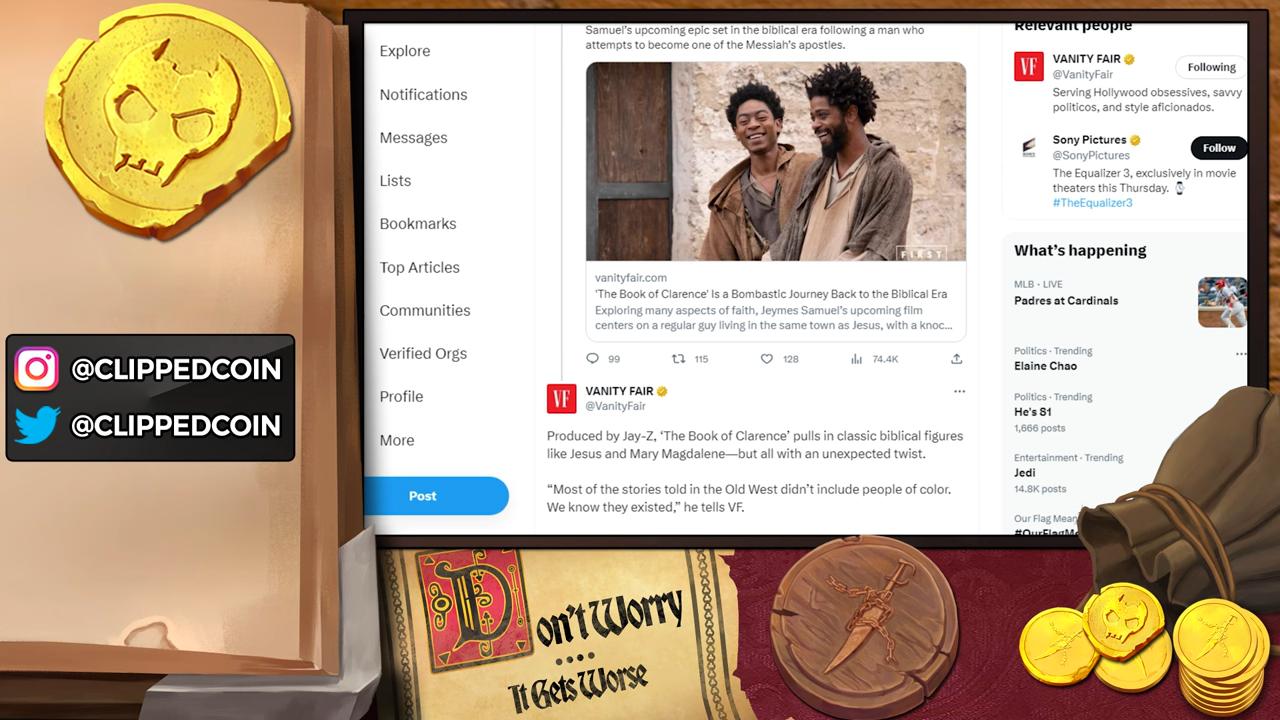 @CLIPPEDCOIN
@CLIPPEDCOIN
Explore
Notifications
Messages
Lists
Bookmarks
Top Articles
Communities
Verified Orgs
Profile
More
Post
Samuel's upcoming epic set in the biblical era following a man who
attempts to become one of the Messiah's apostles.
FIRST
vanityfair.com
'The Book of Clarence' Is a Bombastic Journey Back to the Biblical Era
Exploring many aspects of faith, Jeymes Samuel's upcoming film
centers on a regular guy living in the same town as Jesus, with a knoc...
99 115 128 74.4K
VF
VANITY FAIR
@VanityFair
Produced by Jay-Z, ‘The Book of Clarence’ pulls in classic biblical figures
like Jesus and Mary Magdalene—but all with an unexpected twist.
“Most of the stories told in the Old West didn’t include people of color.
We know they existed,” he tells VF.
Relevant people
VF
VANITY FAIR
@VanityFair
Following
Serving Hollywood obsessives, savvy
politicos, and style aficionados.
Sony Pictures
@SonyPictures
Follow
The Equalizer 3, exclusively in movie
theaters this Thursday. ⌚
#TheEqualizer3
What's happening
MLB · LIVE
Padres at Cardinals
Politics · Trending
Elaine Chao
Politics · Trending
He's 81
1,666 posts
Entertainment · Trending
Jedi
14.8K posts
Our Flag Mean
#OurFlagMe
Don't Worry
It Gets Worse